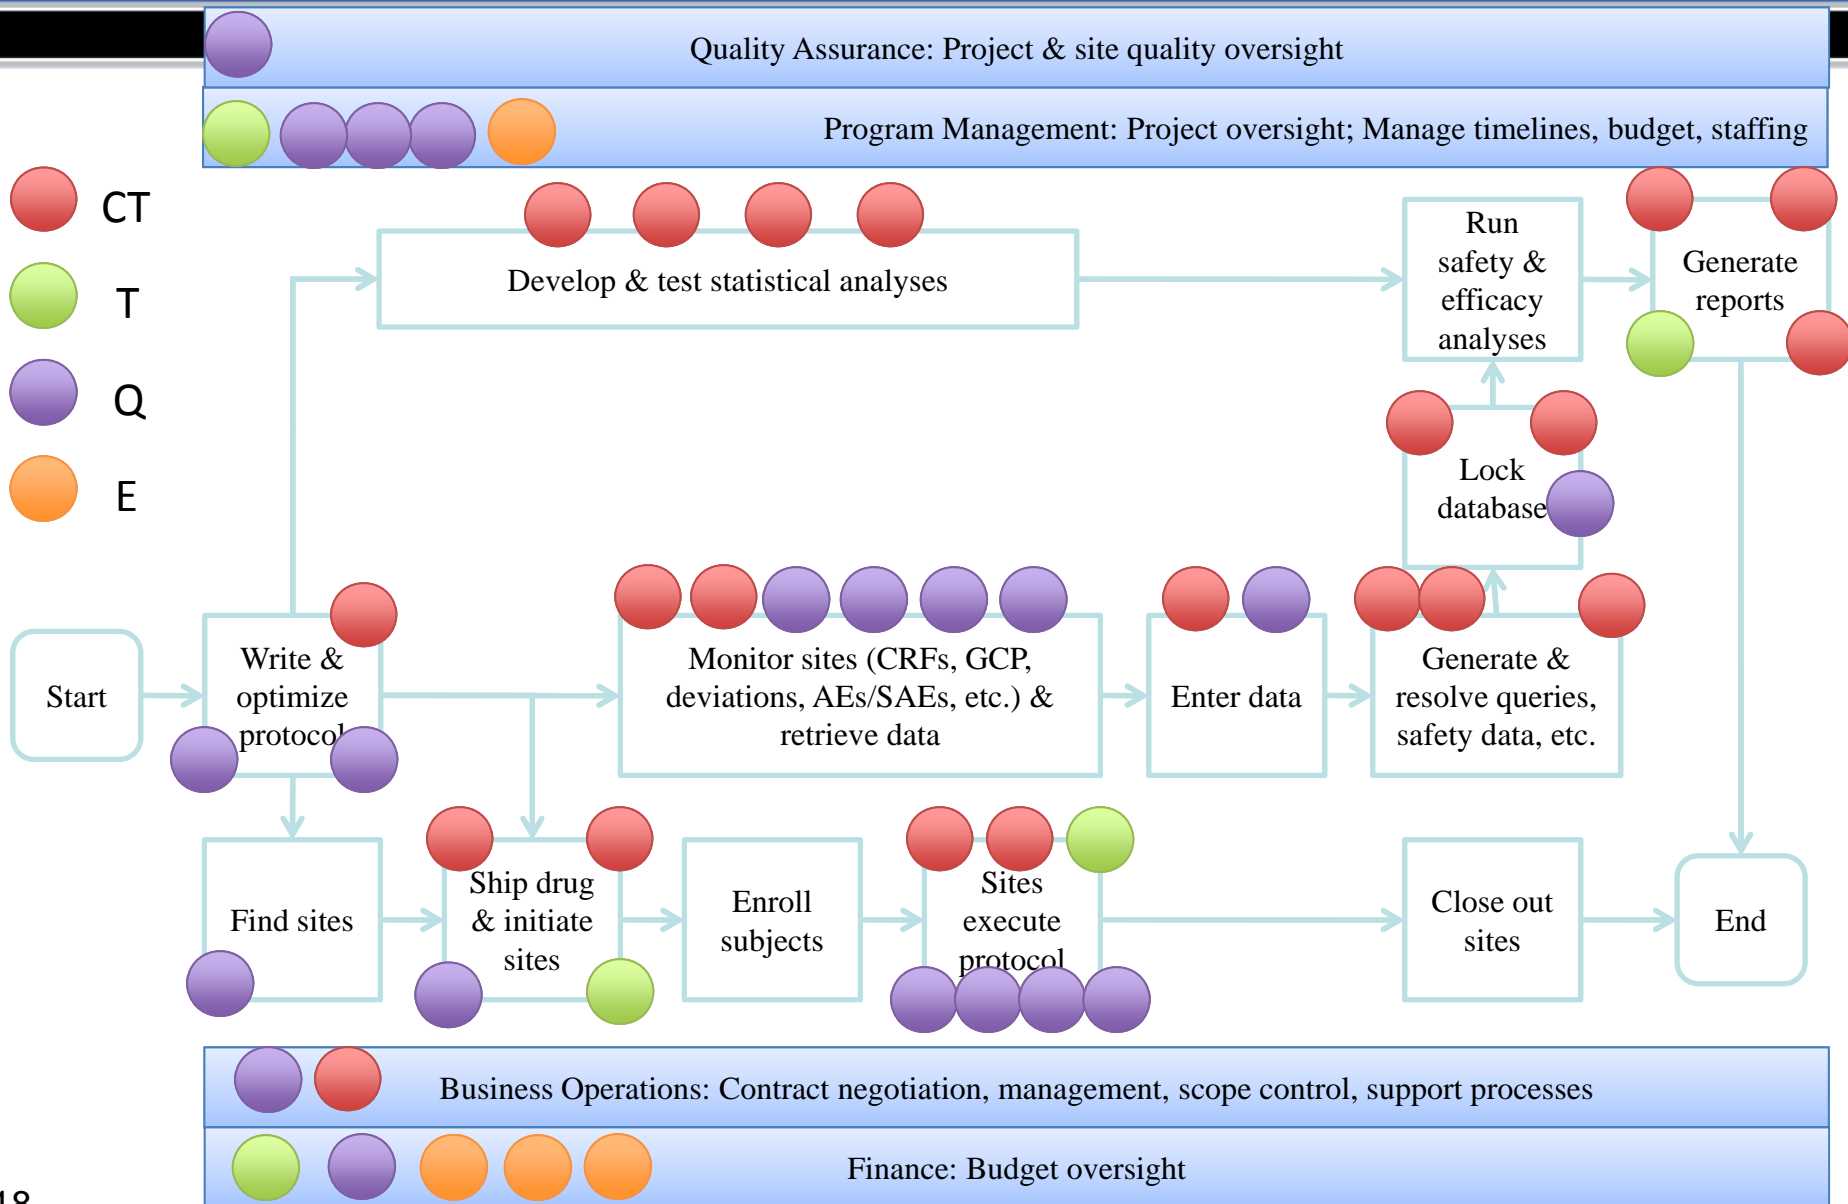 Quality Assurance: Project & site quality oversight
Program Management: Project oversight; Manage timelines, budget, staffing
CT
T
Q
E
Develop & test statistical analyses
Run
safety &
efficacy
analyses
Generate
reports
Lock
database
Start
Write &
optimize
protocol
Monitor sites (CRFs, GCP,
deviations, AEs/SAEs, etc.) &
retrieve data
Enter data
Generate &
resolve queries,
safety data, etc.
Find sites
Ship drug
& initiate
sites
Enroll
subjects
Sites
execute
protocol
Close out
sites
End
Business Operations: Contract negotiation, management, scope control, support processes
Finance: Budget oversight